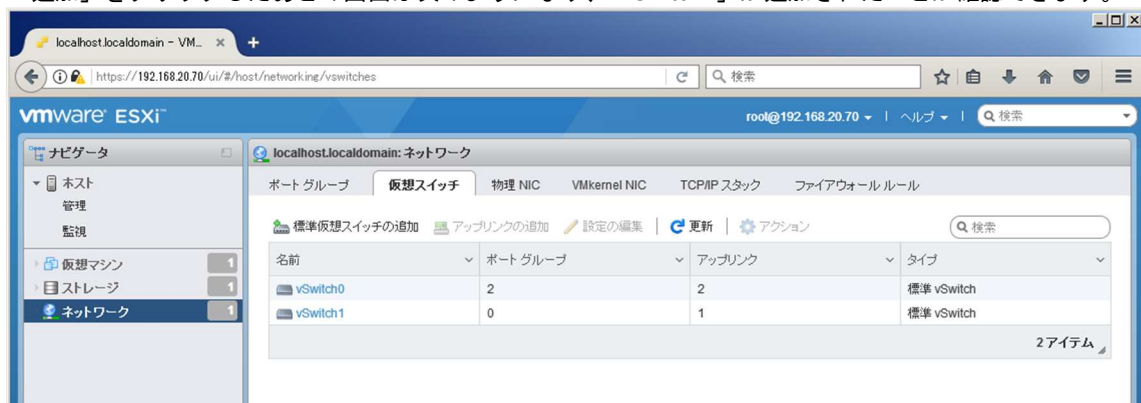 localhost.localdomain - VM...
https://192.168.20.70/ui/#/host/networking/vswitches
検索
vmware ESXi™
root@192.168.20.70
ヘルプ
検索
ナビゲータ
localhost.localdomain: ネットワーク
ホスト
管理
監視
仮想マシン 1
ストレージ 1
ネットワーク 1
ポート グループ 仮想スイッチ 物理 NIC VMkernel NIC TCP/IP スタック ファイアウォール ルール
標準仮想スイッチの追加 アップリンクの追加 設定の編集 更新 アクション 検索
名前 ポート グループ アップリンク タイプ
vSwitch0 2 2 標準 vSwitch
vSwitch1 0 1 標準 vSwitch
2 アイテム